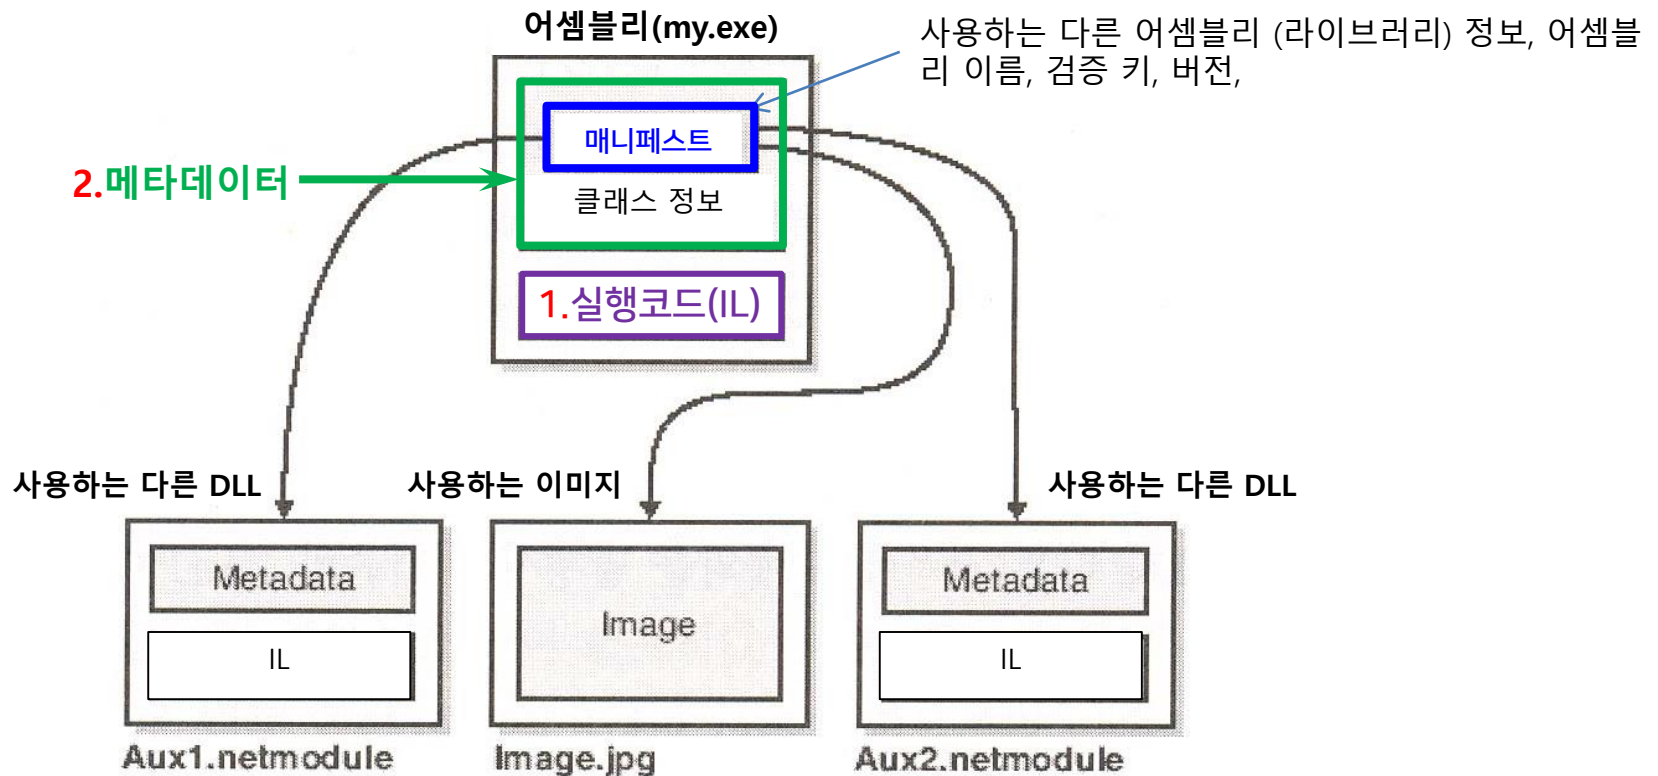 어셈블리(my.exe)
사용하는 다른 어셈블리 (라이브러리) 정보, 어셈블
리 이름, 검증 키, 버전,
매니페스트
2.메타데이터
클래스 정보
1.실행코드(IL)
사용하는 다른 DLL
사용하는 이미지
사용하는 다른 DLL
Metadata
IL
Image
Metadata
IL
Aux1.netmodule
Image.jpg
Aux2.netmodule